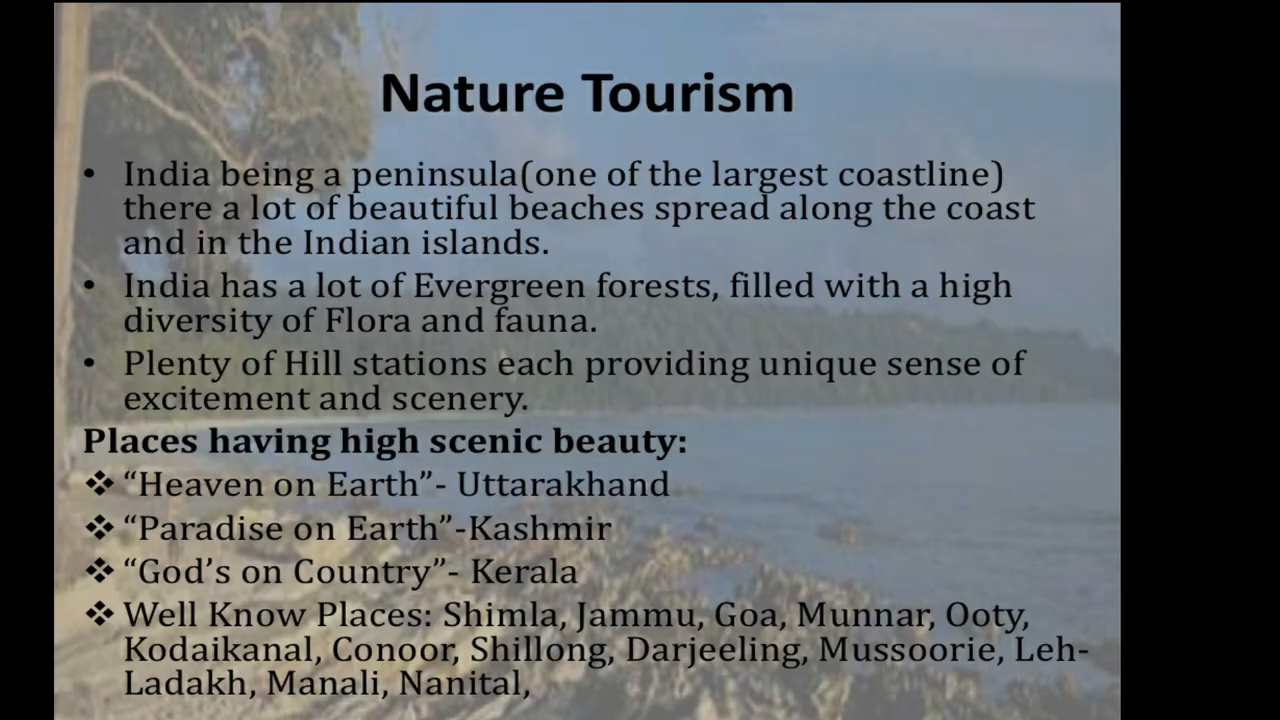 Nature Tourism
• India being a peninsula(one of the largest coastline)
there a lot of beautiful beaches spread along the coast
and in the Indian islands.
• India has a lot of Evergreen forests, filled with a high
diversity of Flora and fauna.
• Plenty of Hill stations each providing unique sense of
excitement and scenery.
Places having high scenic beauty:
❖ “Heaven on Earth”- Uttarakhand
❖ “Paradise on Earth”-Kashmir
❖ “God’s on Country”- Kerala
❖ Well Know Places: Shimla, Jammu, Goa, Munnar, Ooty,
Kodaikanal, Conoor, Shillong, Darjeeling, Mussoorie, Leh-
Ladakh, Manali, Nanital,